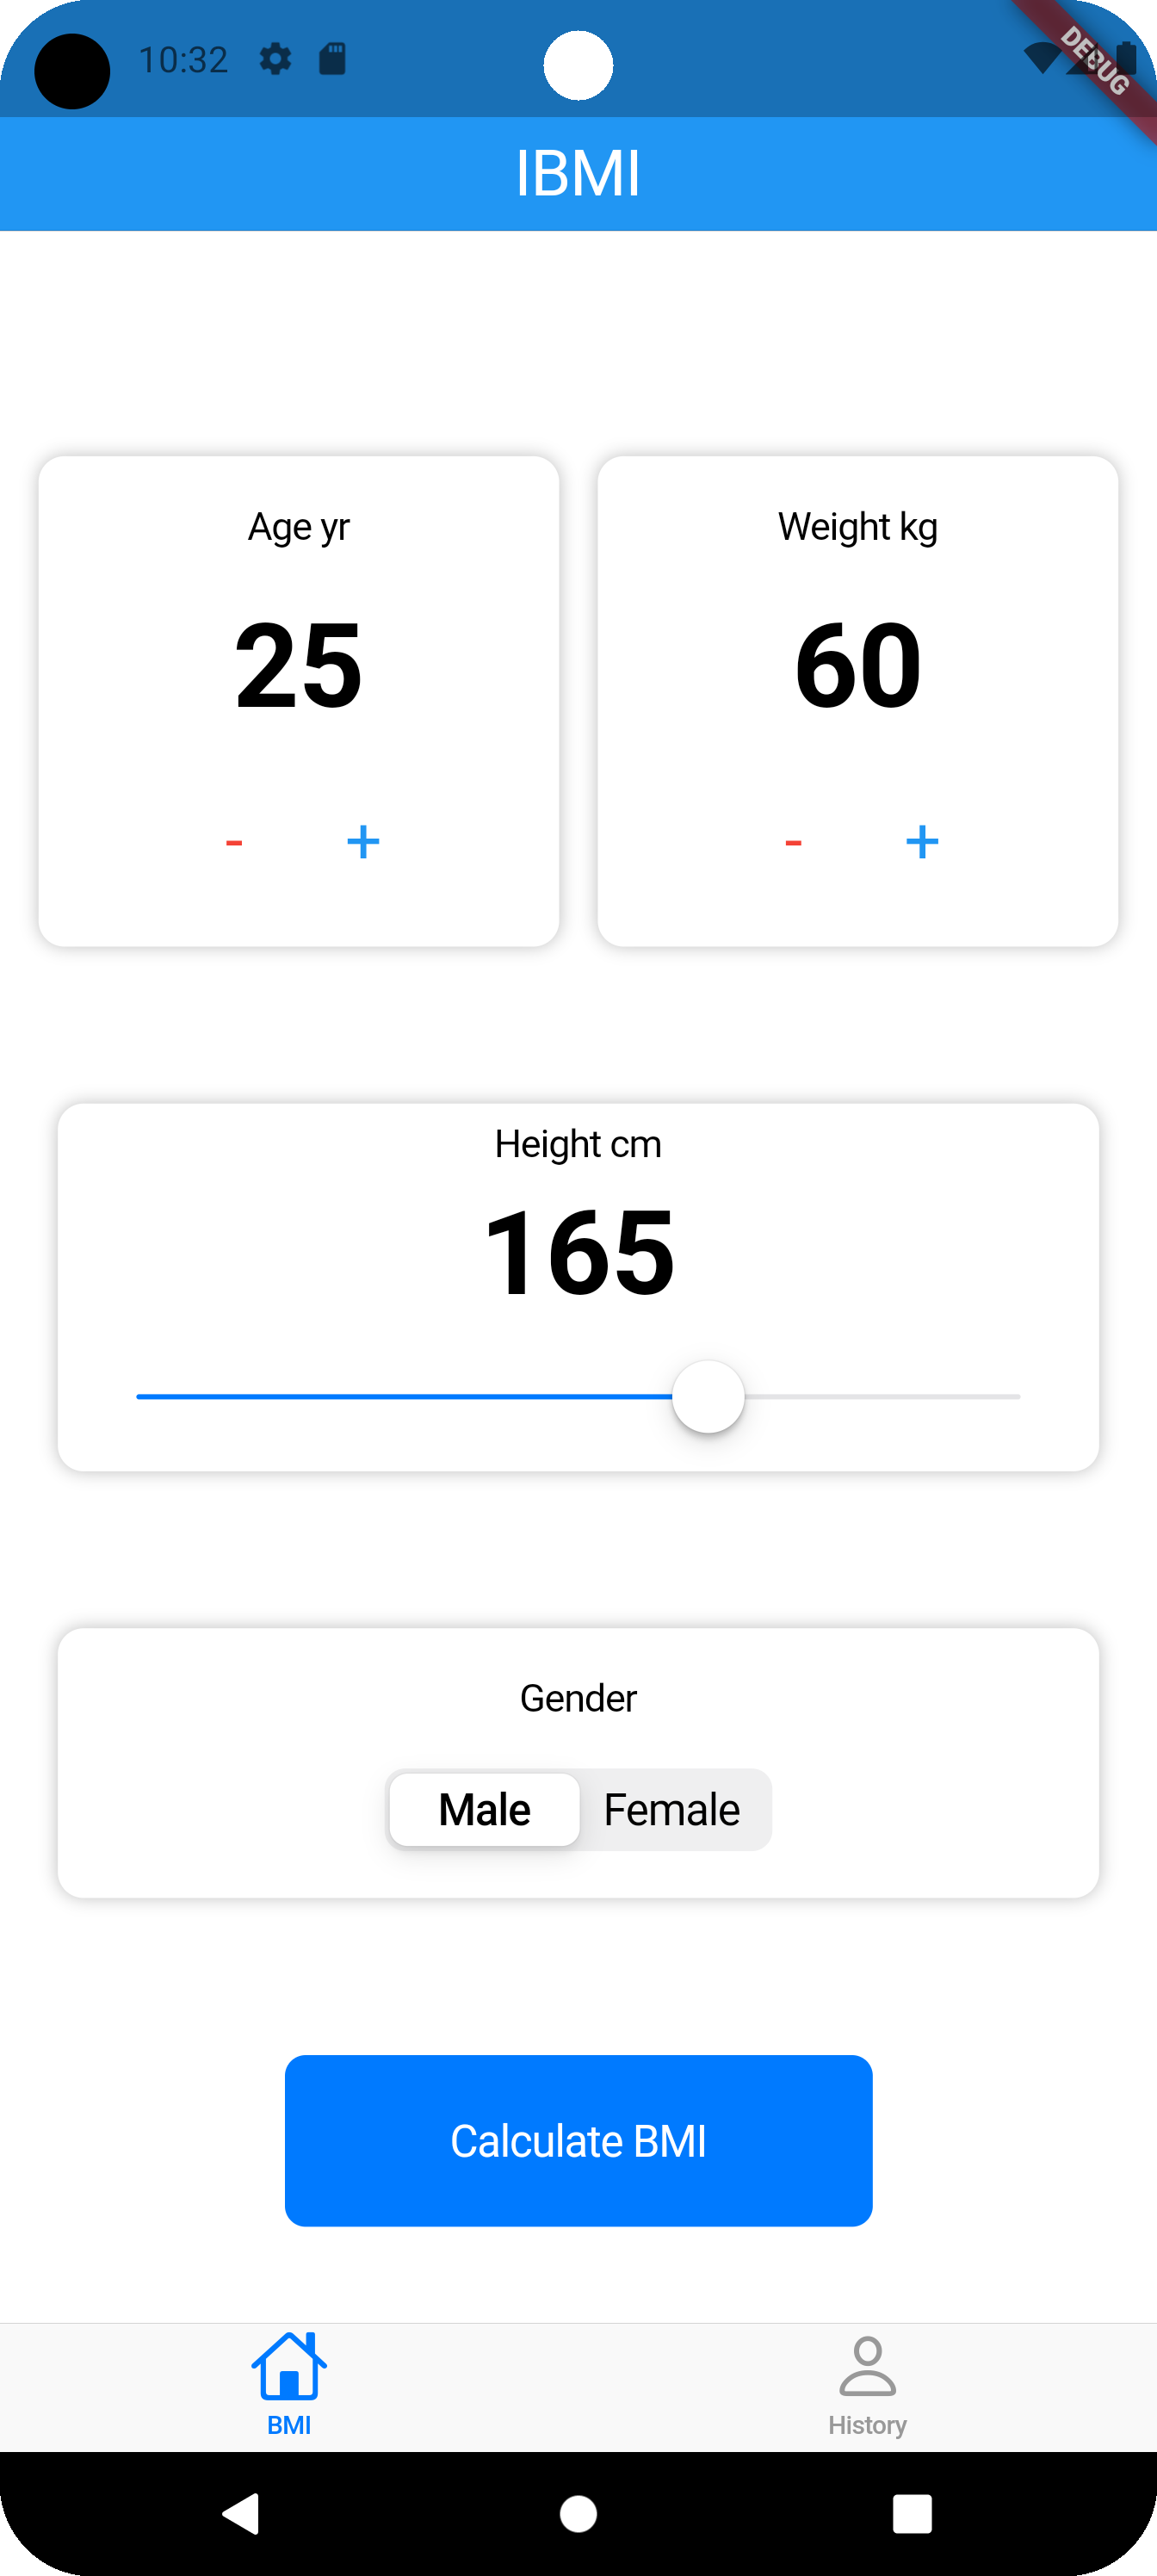 10:32
DEBUG
IBMI
Age yr
Weight kg
25
60
- +
- +
Height cm
165
Gender
Male Female
Calculate BMI
BMI
History